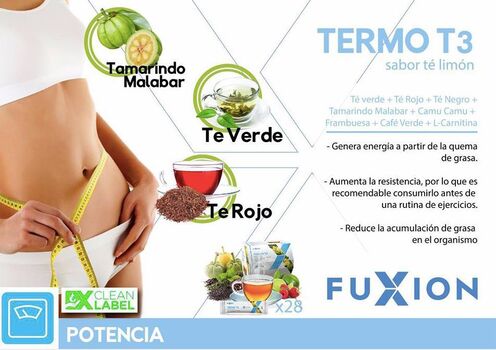 TERMO T3
sabor té limón
Tamarindo
Malabar
Te Verde
Te Rojo
Té verde + Té Rojo + Té Negro +
Tamarindo Malabar + Camu Camu +
Frambuesa + Café Verde + L-Carnitina
- Genera energía a partir de la quema
de grasa.
- Aumenta la resistencia, por lo que es
recomendable consumirlo antes de
una rutina de ejercicios.
- Reduce la acumulación de grasa
en el organismo
CLEAN
LABEL
x28
FUXION
POTENCIA